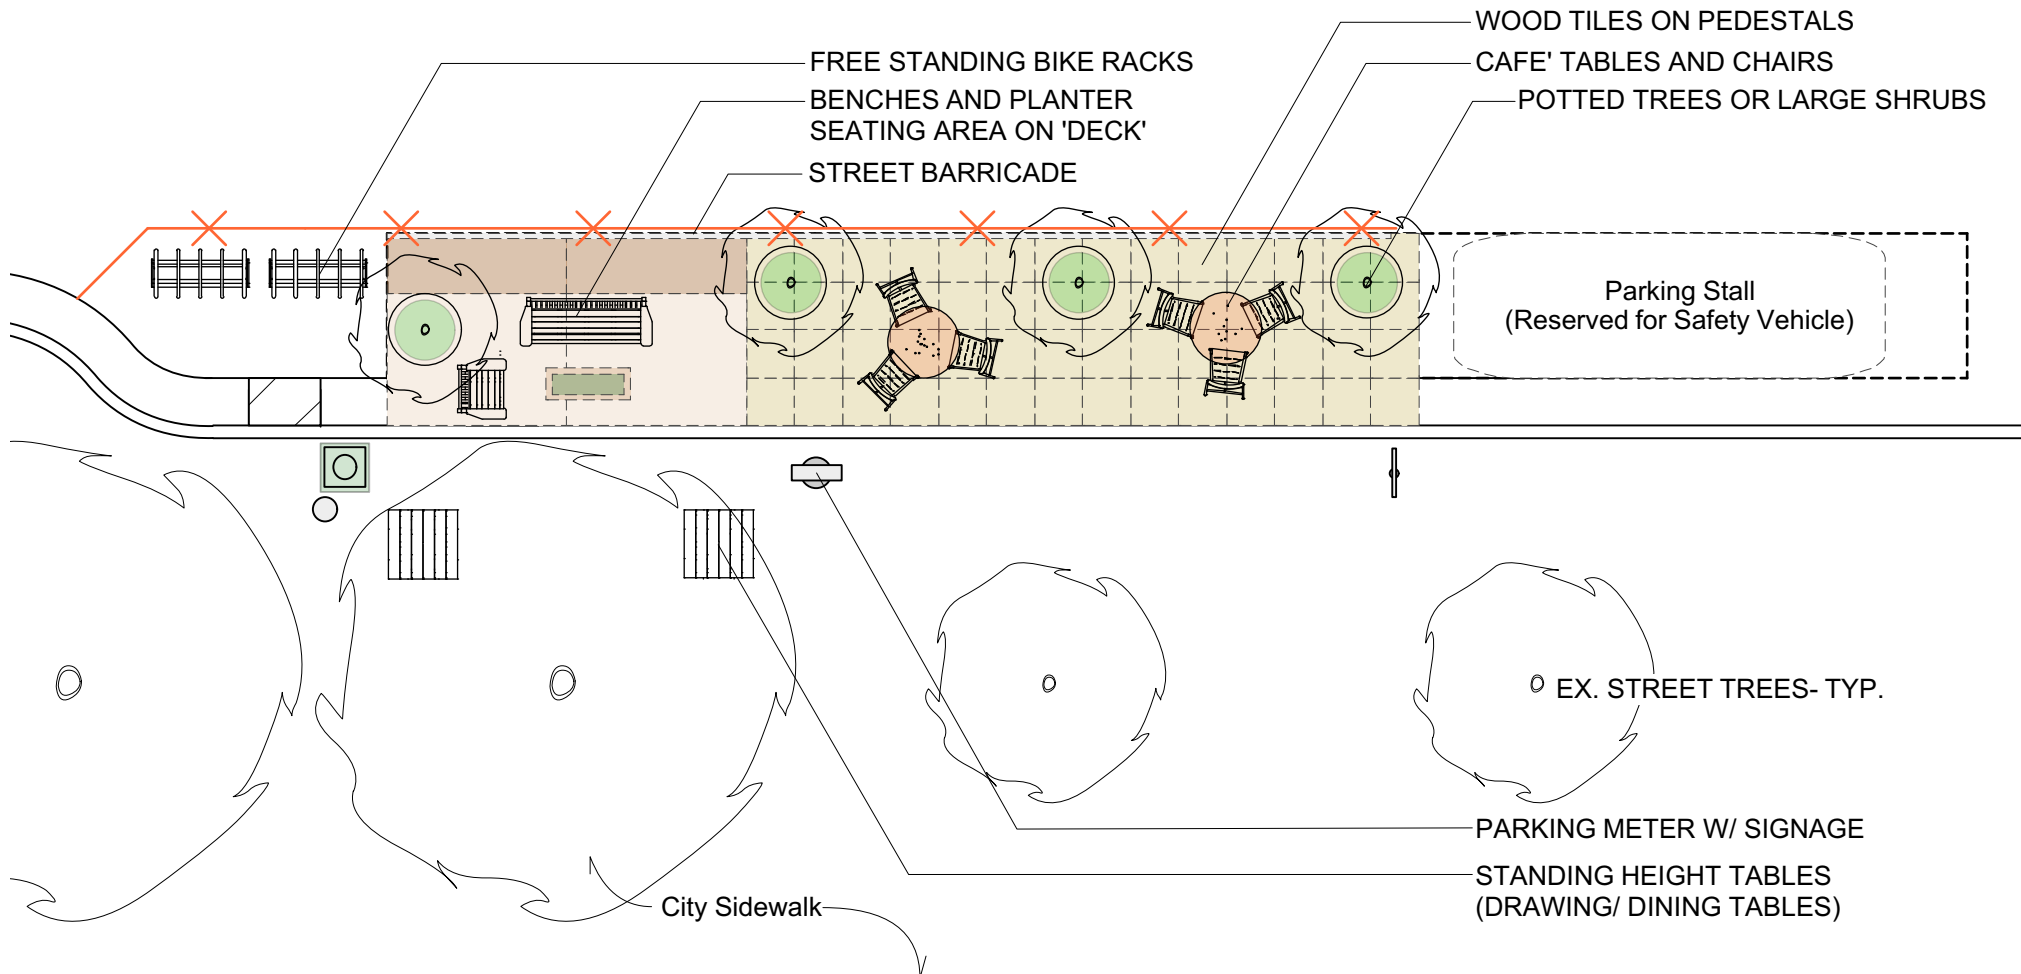 WOOD TILES ON PEDESTALS
FREE STANDING BIKE RACKS
CAFE' TABLES AND CHAIRS
BENCHES AND PLANTER
SEATING AREA ON 'DECK'
POTTED TREES OR LARGE SHRUBS
STREET BARRICADE
Parking Stall
(Reserved for Safety Vehicle)
EX. STREET TREES- TYP.
PARKING METER W/ SIGNAGE
STANDING HEIGHT TABLES
(DRAWING/ DINING TABLES)
City Sidewalk